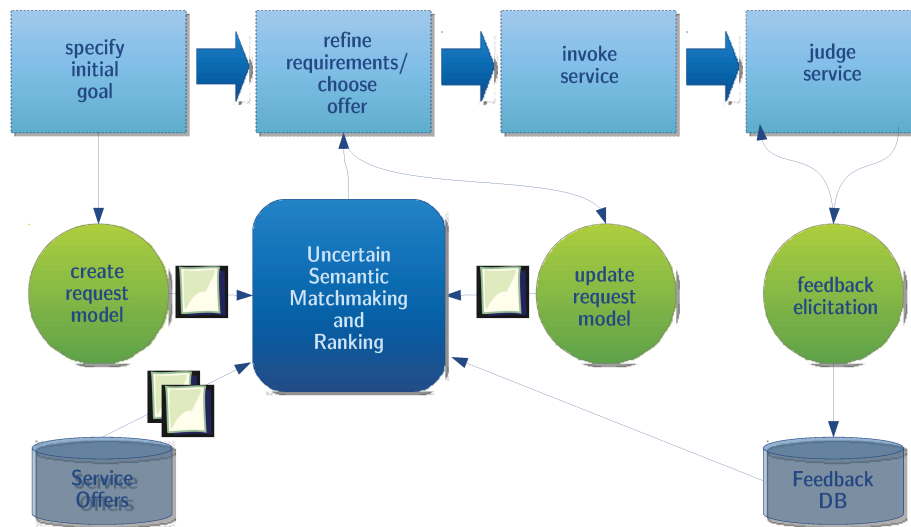 specify
initial
goal
refine
requirements/
choose
offer
invoke
service
judge
service
create
request
model
Uncertain
Semantic
Matchmaking
and
Ranking
update
request
model
feedback
elicitation
Service
Offers
Feedback
DB